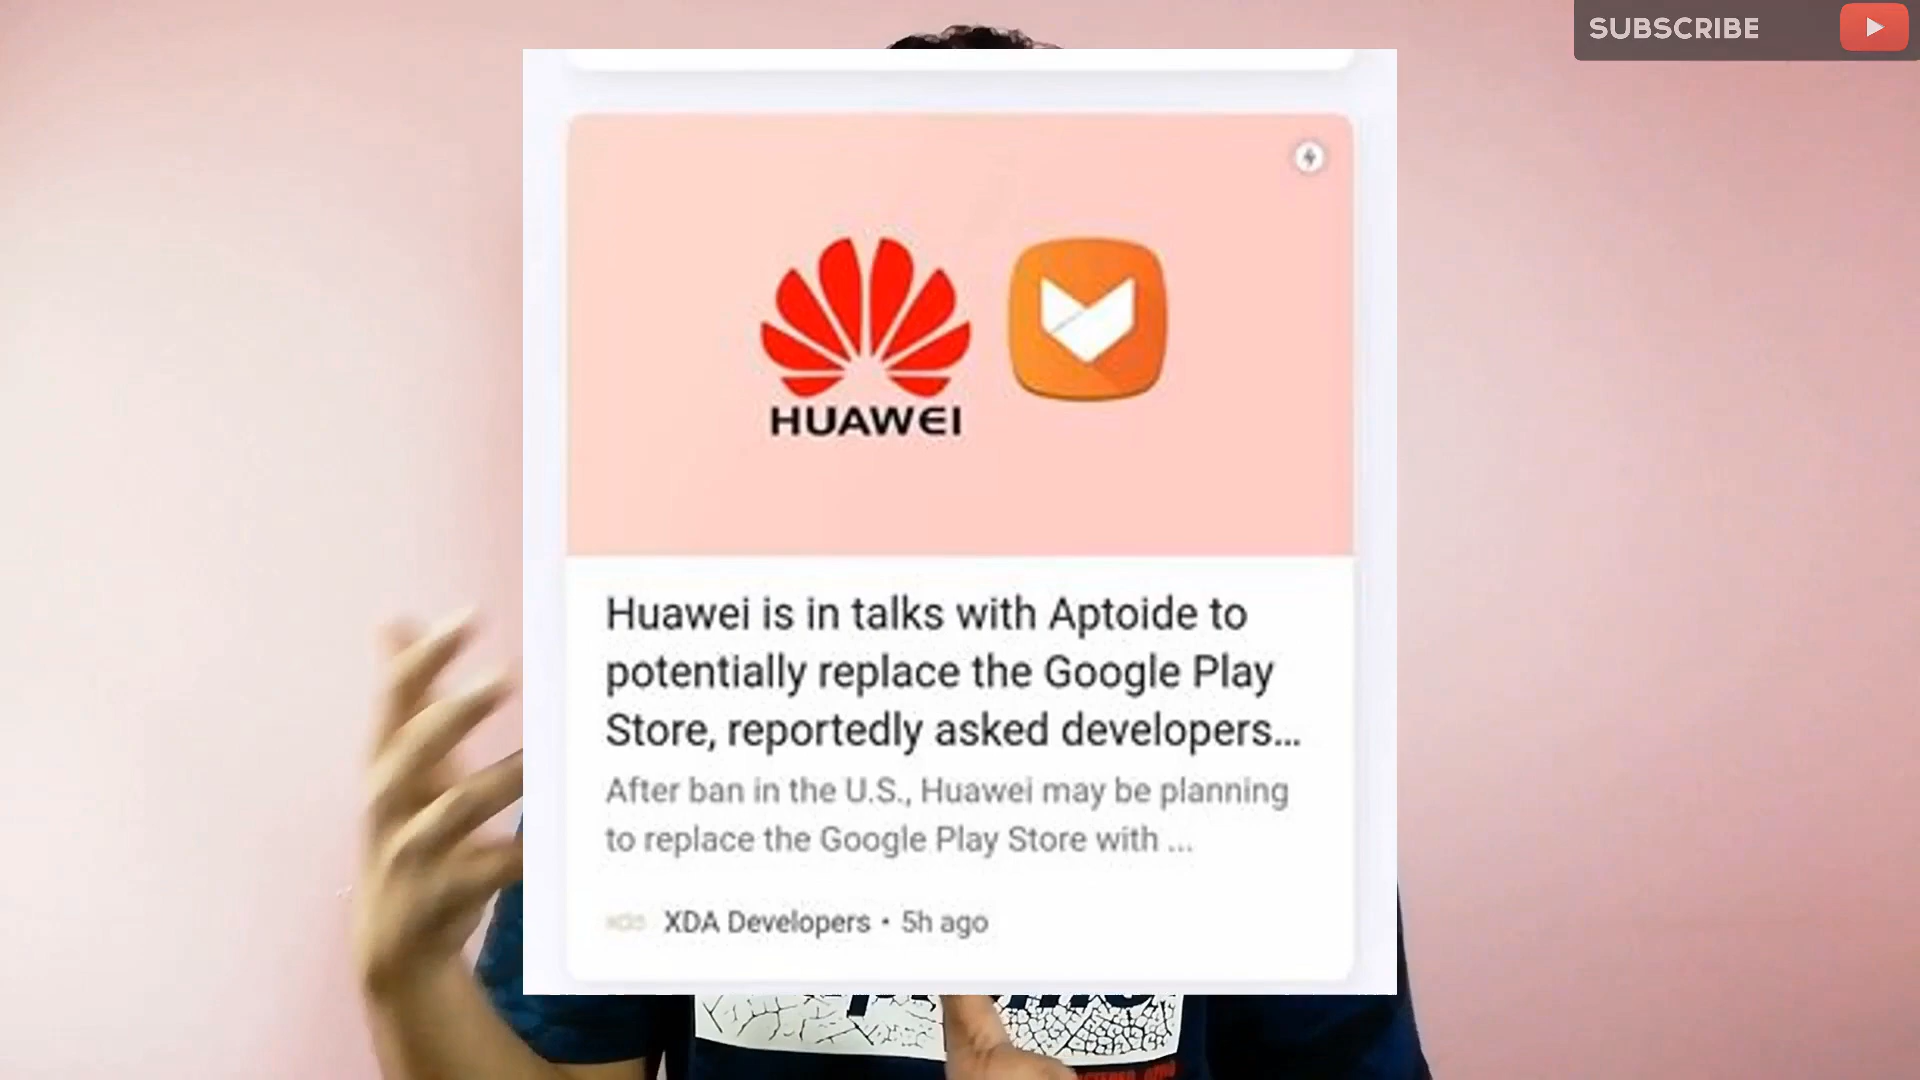 SUBSCRIBE
HUAWEI
Huawei is in talks with Aptoide to
potentially replace the Google Play
Store, reportedly asked developers...
After ban in the U.S., Huawei may be planning
to replace the Google Play Store with ...
XDA Developers • 5h ago